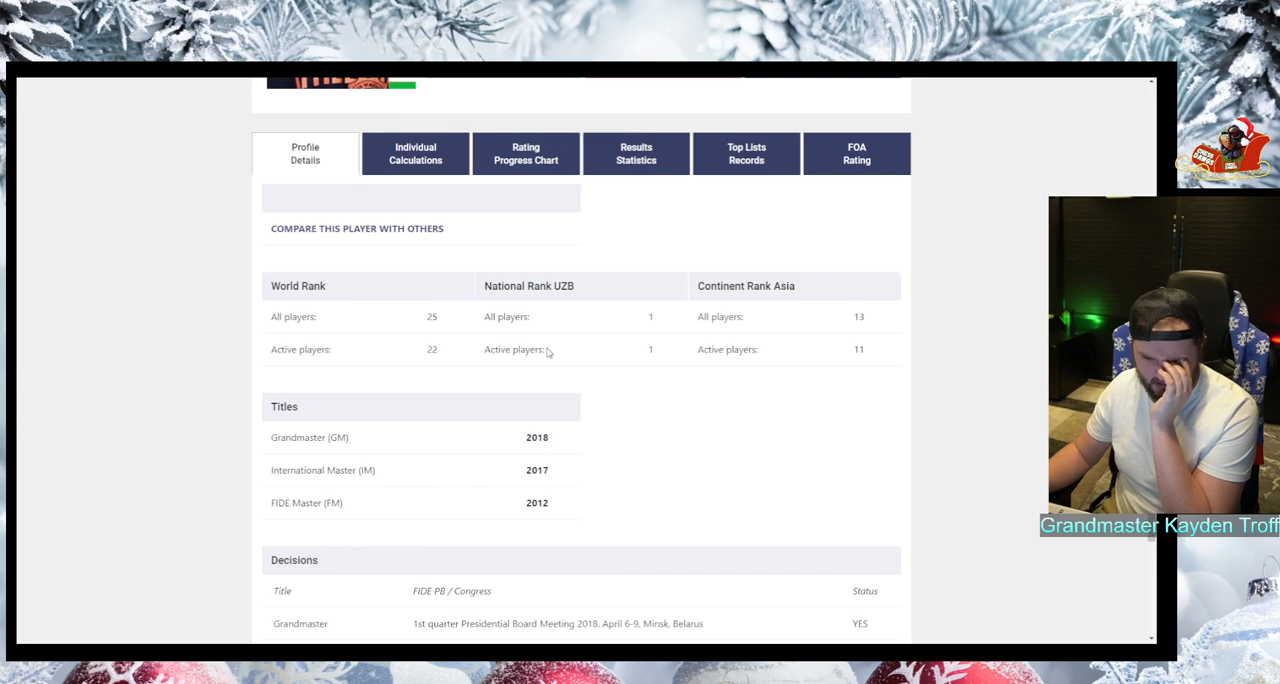 Profile
Details
Individual
Calculations
Rating
Progress Chart
Results
Statistics
Top Lists
Records
FOA
Rating
COMPARE THIS PLAYER WITH OTHERS
World Rank National Rank UZB Continent Rank Asia
All players: 25 All players: 1 All players: 13
Active players: 22 Active players: 1 Active players: 11
Titles
Grandmaster (GM) 2018
International Master (IM) 2017
FIDE Master (FM) 2012
Decisions
Title FIDE PB / Congress Status
Grandmaster 1st quarter Presidential Board Meeting 2018, April 6-9, Minsk, Belarus YES
Grandmaster Kayden Troff